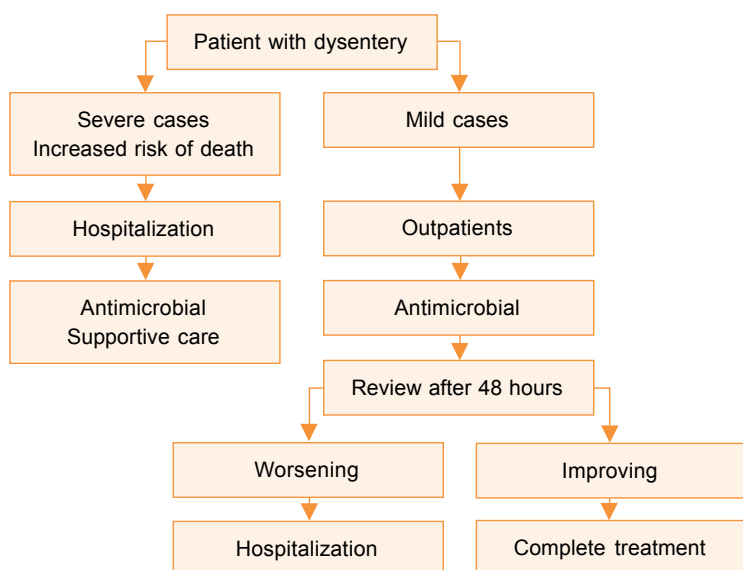 Patient with dysentery
Severe cases
Increased risk of death
Mild cases
Hospitalization
Outpatients
Antimicrobial
Supportive care
Antimicrobial
Review after 48 hours
Worsening
Improving
Hospitalization
Complete treatment